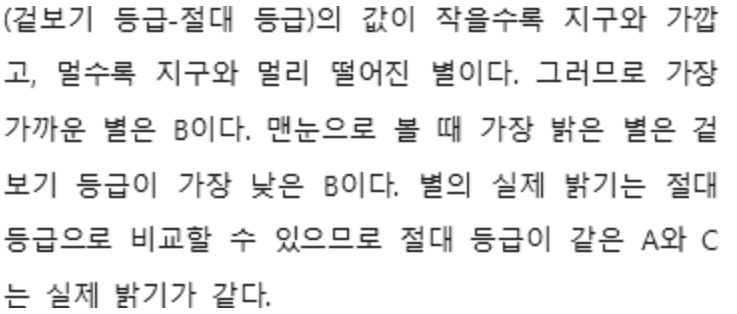 (겉보기 등급-절대 등급)의 값이 작을수록 지구와 가깝
고, 멀수록 지구와 멀리 떨어진 별이다. 그러므로 가장
가까운 별은 B이다. 맨눈으로 볼 때 가장 밝은 별은 겉
보기 등급이 가장 낮은 B이다. 별의 실제 밝기는 절대
등급으로 비교할 수 있으므로 절대 등급이 같은 A와 C
는 실제 밝기가 같다.